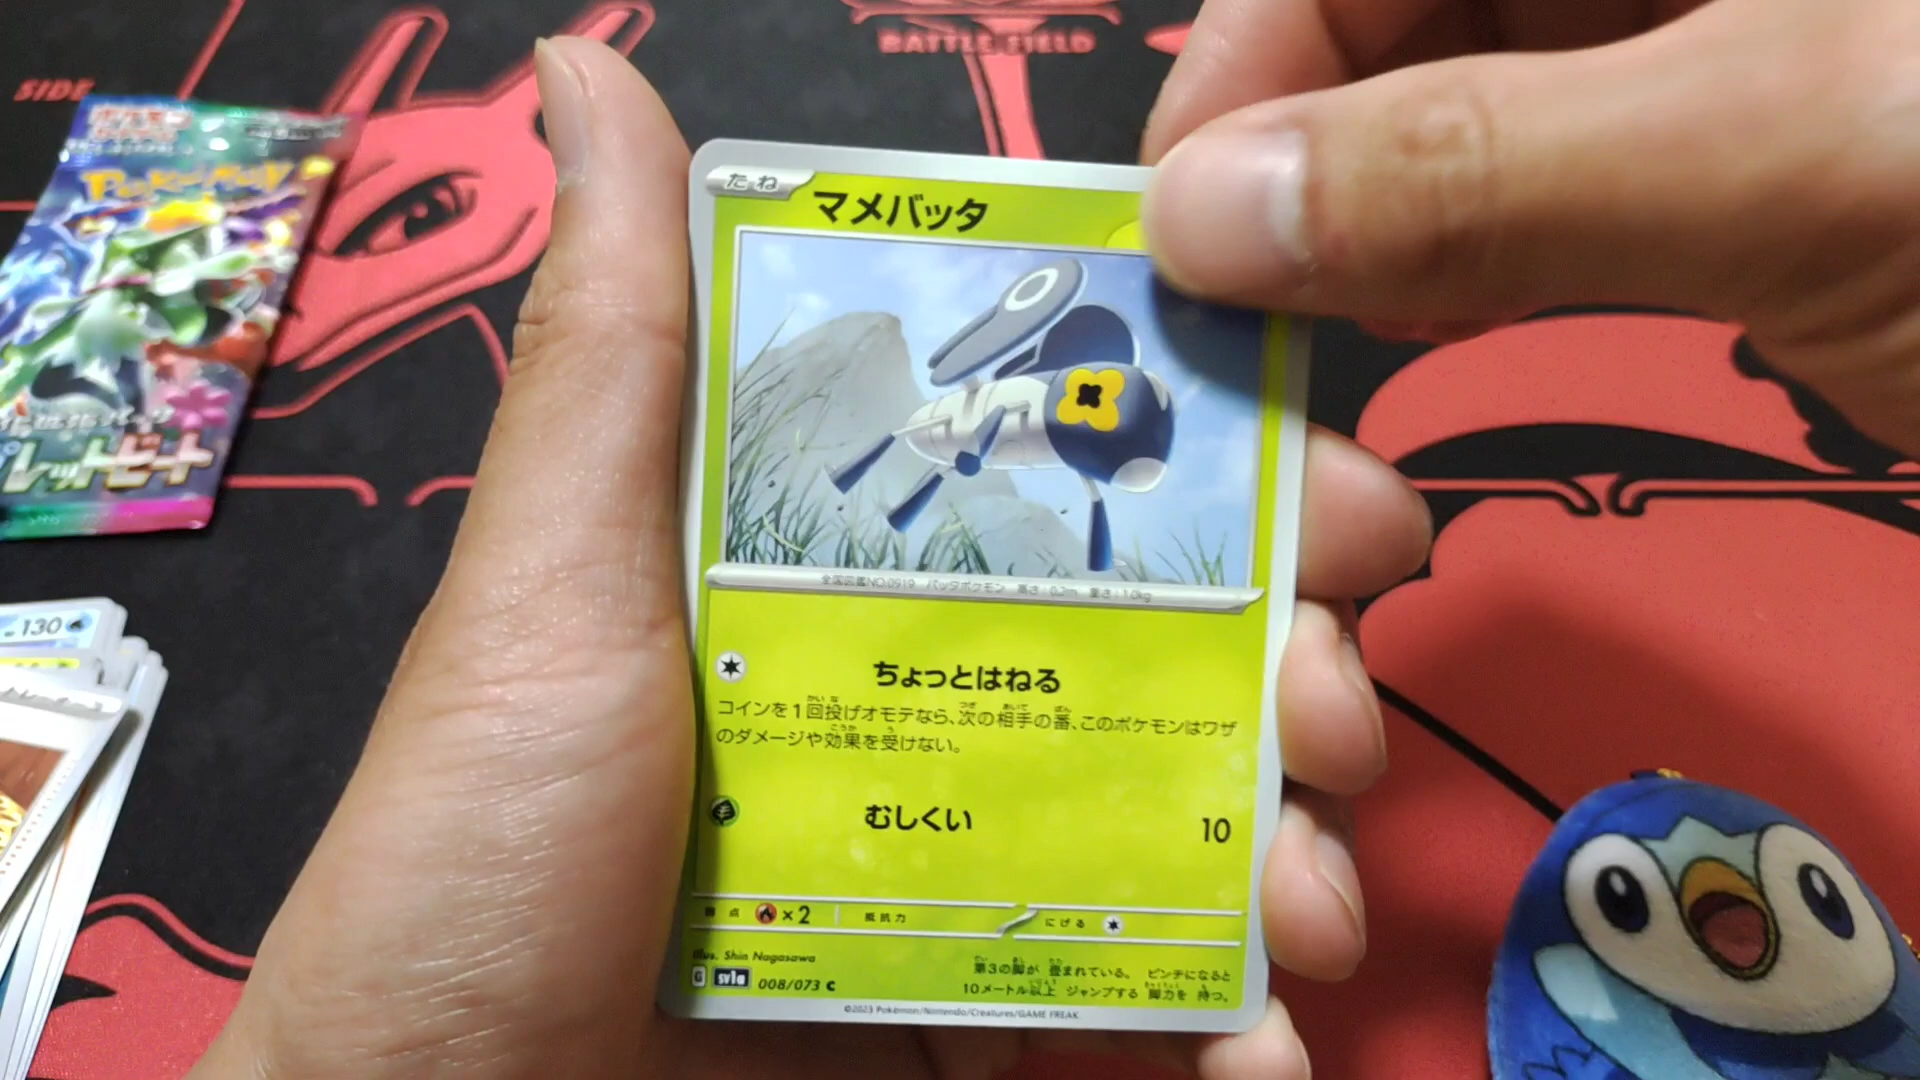 SIDE
BATTLE FIELD
ポケモン
たね
マメバッタ
全国図鑑NO.0919 バッタポケモン 高さ:0.2m 重さ:1.0kg
130
ちょっとはねる
コインを1回投げオモテなら、次の相手の番、このポケモンはワザ
のダメージや効果を受けない。
むしくい 10
弱点 ×2 抵抗力 にげる
Illus. Shin Nagasawa
G sv1a 008/073 C
第3の脚が 畳まれている。 ピンチになると
10メートル以上 ジャンプする 脚力を 持つ。
©2023 Pokémon/Nintendo/Creatures/GAME FREAK.